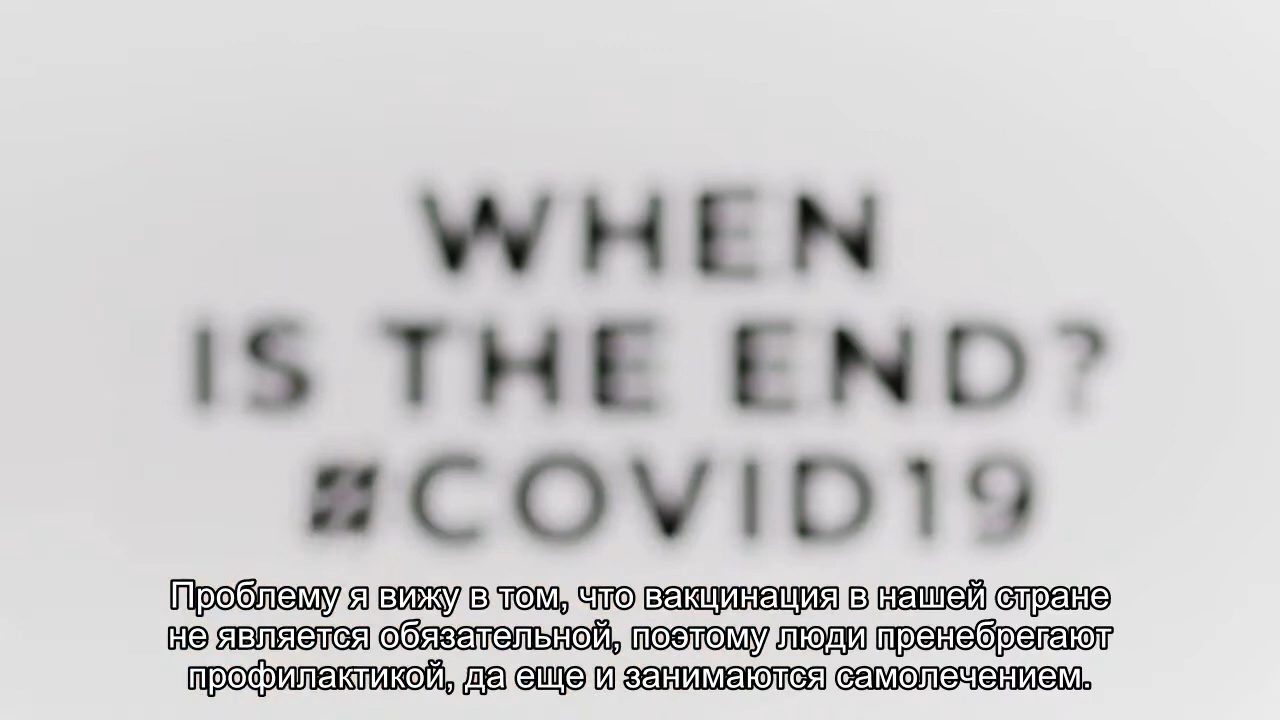 WHEN
IS THE END?
#COVID19
Проблему я вижу в том, что вакцинация в нашей стране
не является обязательной, поэтому люди пренебрегают
профилактикой, да еще и занимаются самолечением.